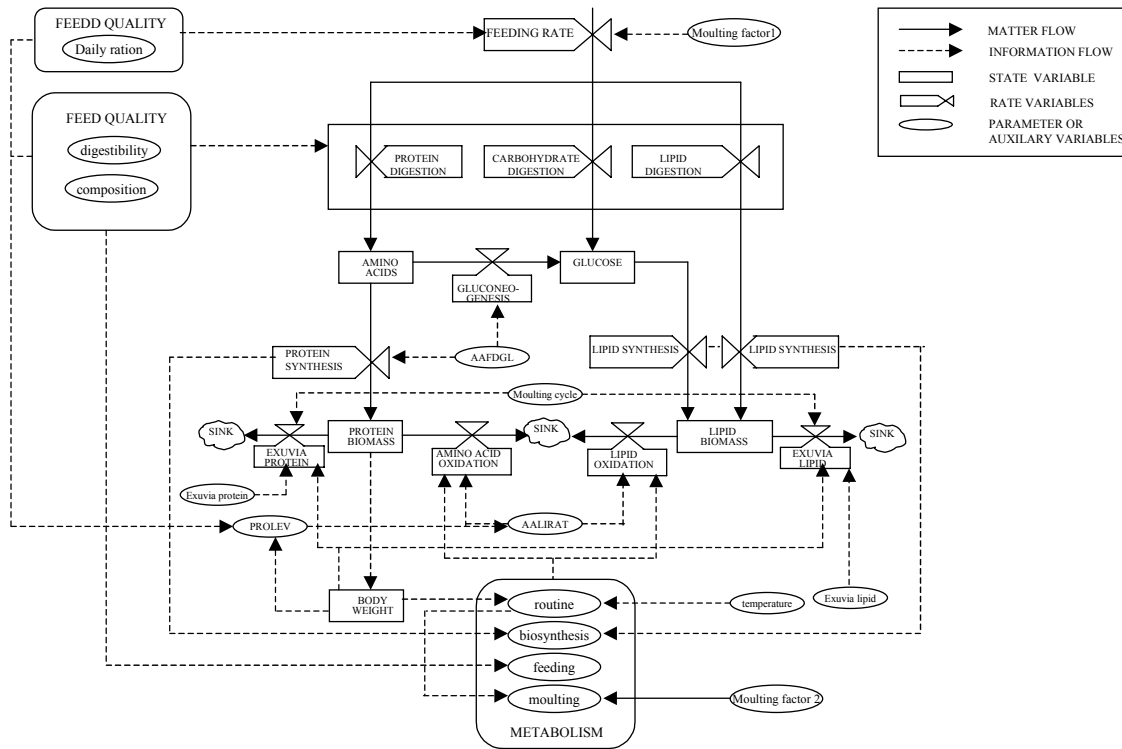 FEEDD QUALITY
Daily ration
FEEDING RATE
Moulting factor1
MATTER FLOW
INFORMATION FLOW
STATE VARIABLE
RATE VARIABLES
PARAMETER OR
AUXILARY VARIABLES
FEED QUALITY
digestibility
composition
PROTEIN
DIGESTION
CARBOHYDRATE
DIGESTION
LIPID
DIGESTION
AMINO
ACIDS
GLUCOSE
GLUCONEO-
GENESIS
PROTEIN
SYNTHESIS
AAFDGL
LIPID SYNTHESIS
LIPID SYNTHESIS
Moulting cycle
SINK
EXUVIA
PROTEIN
PROTEIN
BIOMASS
AMINO ACID
OXIDATION
SINK
LIPID
OXIDATION
LIPID
BIOMASS
EXUVIA
LIPID
SINK
Exuvia protein
PROLEV
AALIRAT
BODY
WEIGHT
routine
temperature
Exuvia lipid
biosynthesis
feeding
moulting
Moulting factor 2
METABOLISM